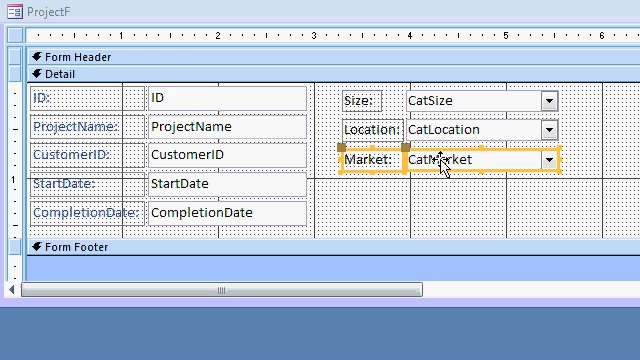 ProjectF
1 2 3 4 5 6
Form Header
Detail
ID: ID Size: CatSize
ProjectName: ProjectName Location: CatLocation
CustomerID: CustomerID Market: CatMarket
1
StartDate: StartDate
CompletionDate: CompletionDate
Form Footer